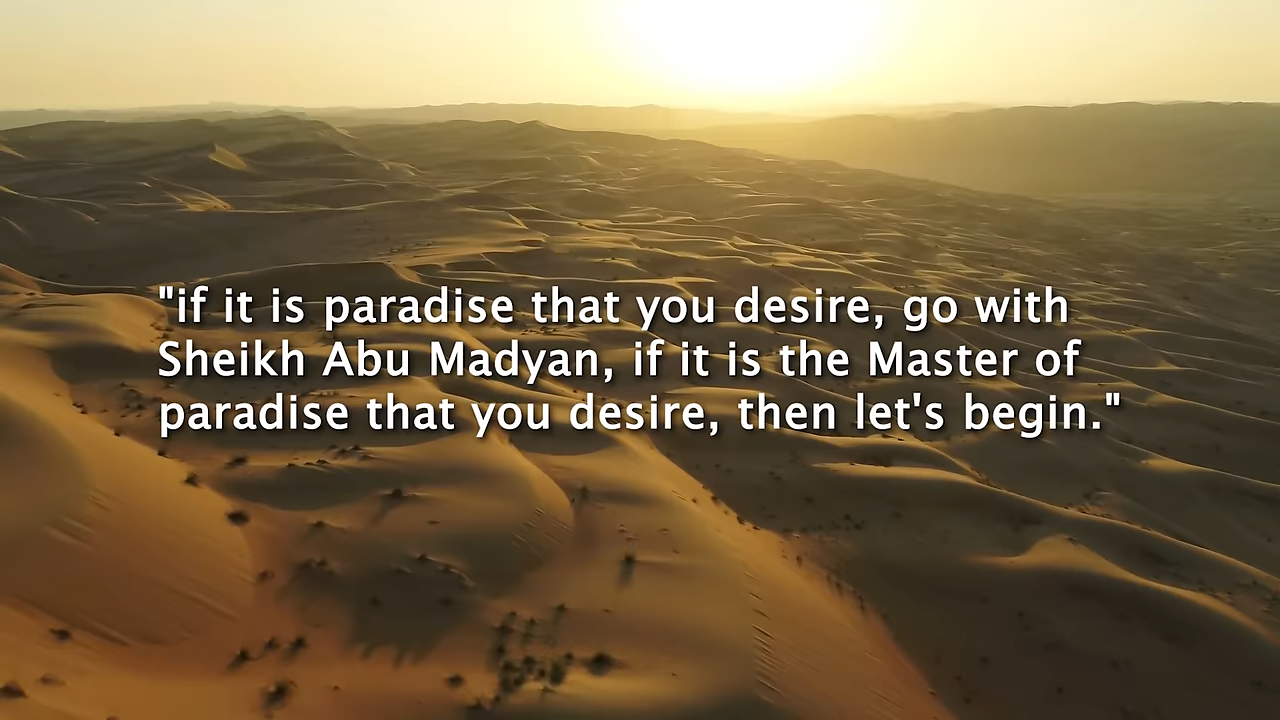 "if it is paradise that you desire, go with
Sheikh Abu Madyan, if it is the Master of
paradise that you desire, then let's begin."